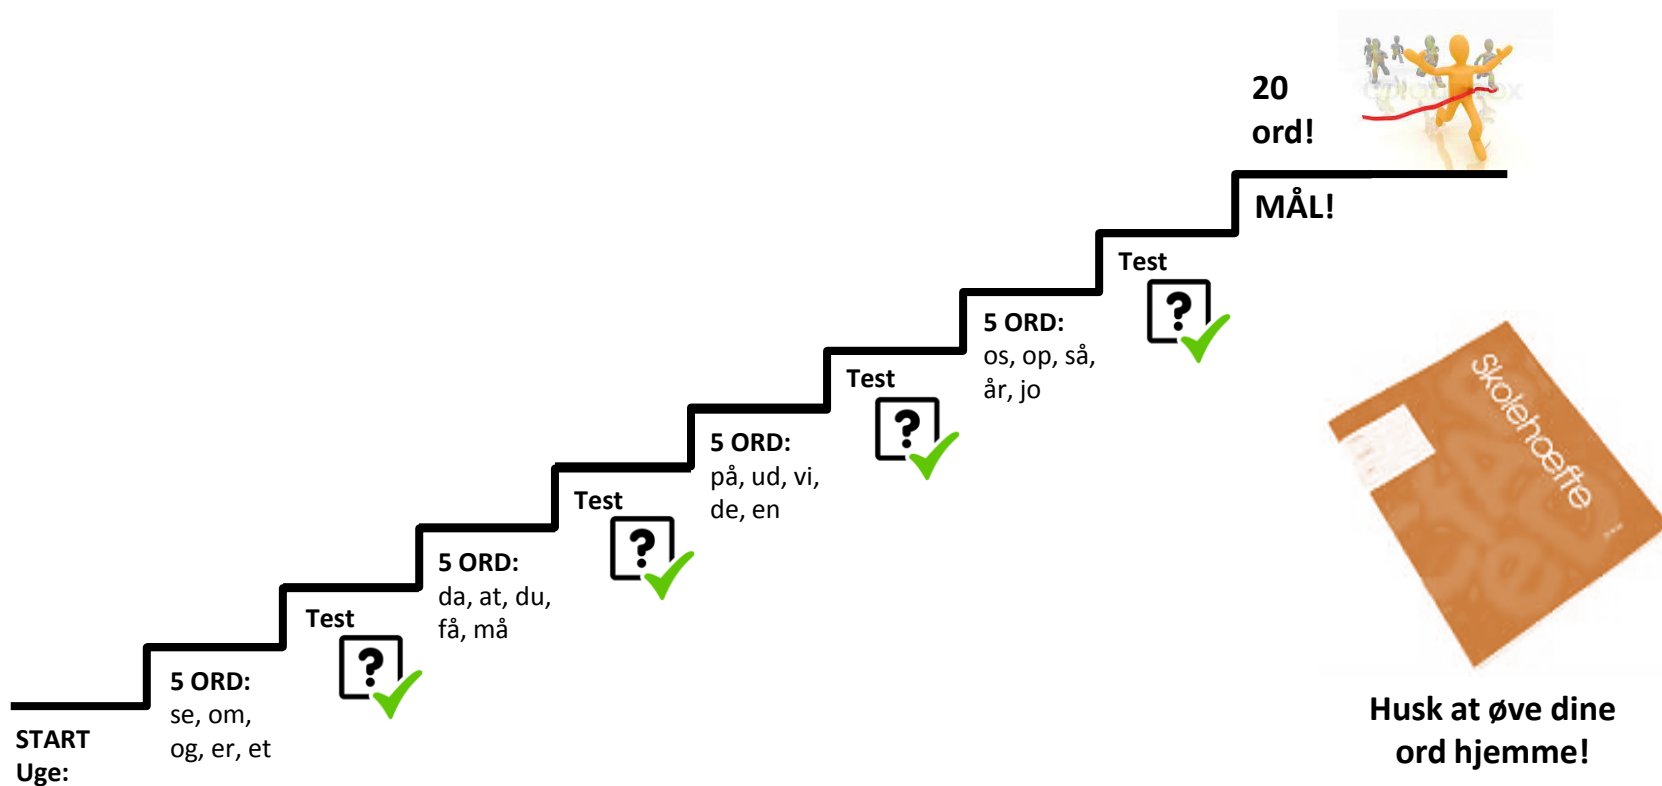 START
Uge:
5 ORD:
se, om,
og, er, et
Test
?
5 ORD:
da, at, du,
få, må
Test
?
5 ORD:
på, ud, vi,
de, en
Test
?
5 ORD:
os, op, så,
år, jo
Test
?
MÅL!
20
ord!
Skolehæfte
Husk at øve dine
ord hjemme!